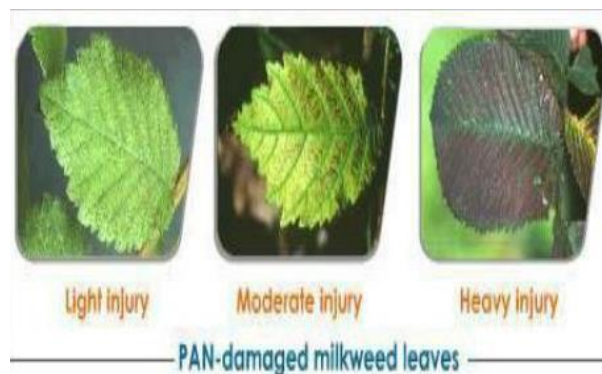 Light injury
Moderate injury
Heavy injury
PAN-damaged milkweed leaves